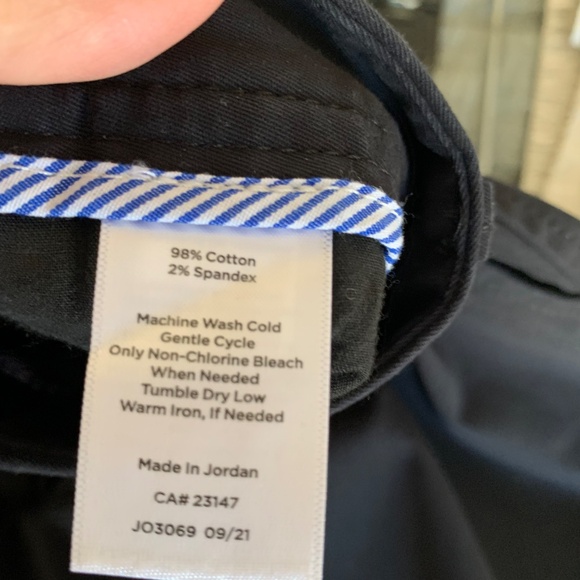 98% Cotton
2% Spandex
Machine Wash Cold
Gentle Cycle
Only Non-Chlorine Bleach
When Needed
Tumble Dry Low
Warm Iron, If Needed
Made In Jordan
CA# 23147
JO3069 09/21